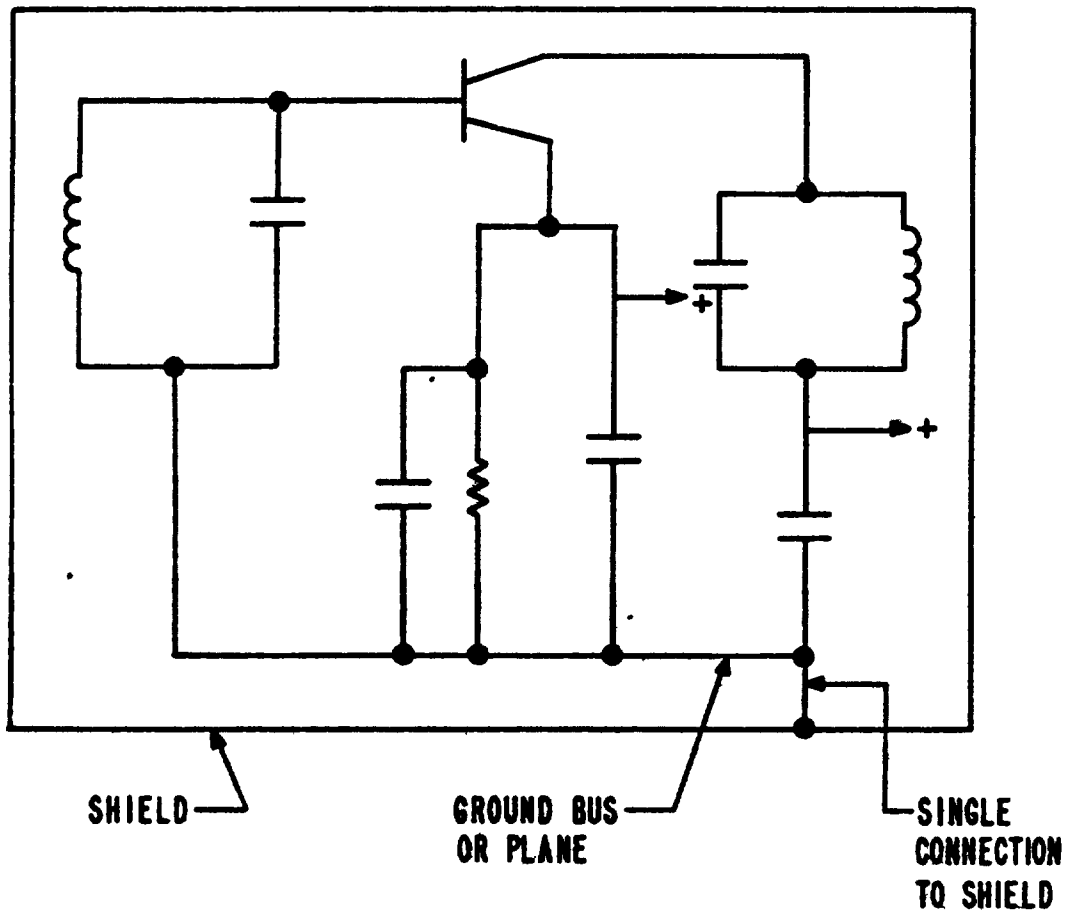 +
+
SHIELD
GROUND BUS
OR PLANE
SINGLE
CONNECTION
TO SHIELD